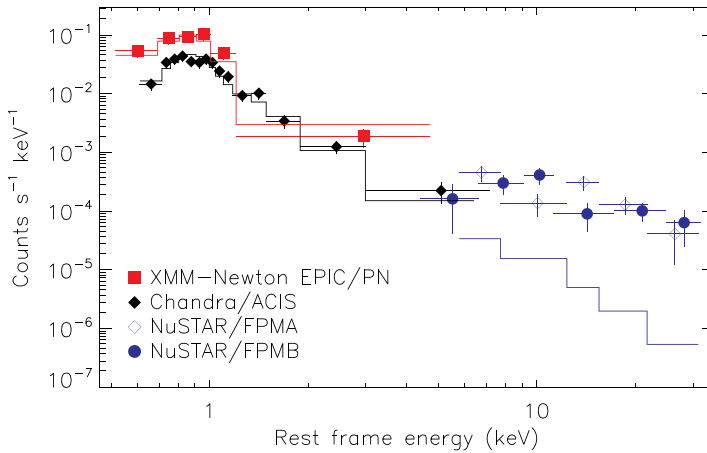 10⁻¹
10⁻²
10⁻³
10⁻⁴
10⁻⁵
10⁻⁶
10⁻⁷
Counts s⁻¹ keV⁻¹
XMM−Newton EPIC/PN
Chandra/ACIS
NuSTAR/FPMA
NuSTAR/FPMB
1 10
Rest frame energy (keV)